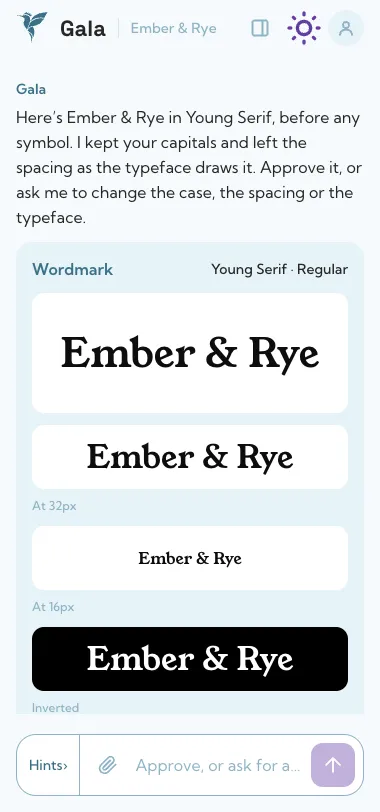 Gala
Ember & Rye
Gala
Here’s Ember & Rye in Young Serif, before any
symbol. I kept your capitals and left the
spacing as the typeface draws it. Approve it, or
ask me to change the case, the spacing or the
typeface.
Wordmark
Young Serif · Regular
Ember & Rye
Ember & Rye
At 32px
Ember & Rye
At 16px
Ember & Rye
Inverted
Hints›
Approve, or ask for a...